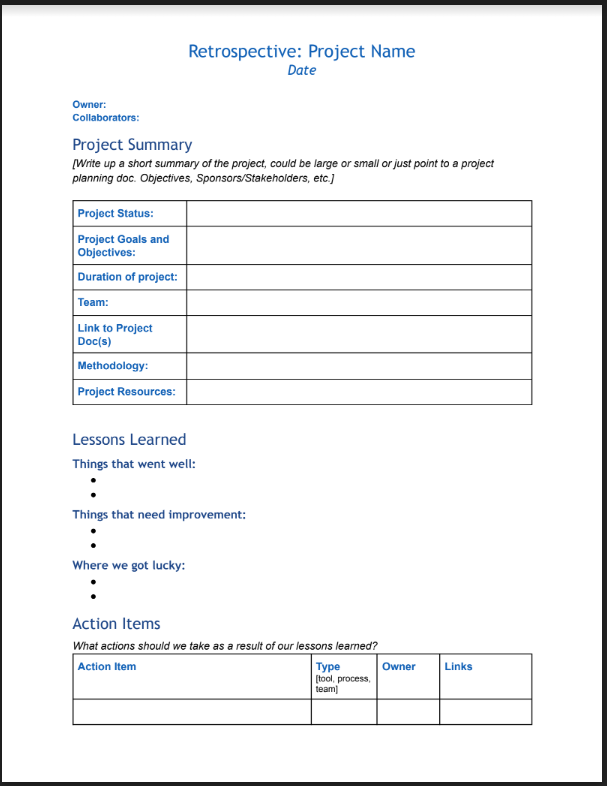 Retrospective: Project Name
Date
Owner:
Collaborators:
Project Summary
[Write up a short summary of the project, could be large or small or just point to a project
planning doc. Objectives, Sponsors/Stakeholders, etc.]
Project Status:
Project Goals and
Objectives:
Duration of project:
Team:
Link to Project
Doc(s)
Methodology:
Project Resources:
Lessons Learned
Things that went well:
Things that need improvement:
Where we got lucky:
Action Items
What actions should we take as a result of our lessons learned?
Action Item
Type
[tool, process,
team]
Owner
Links